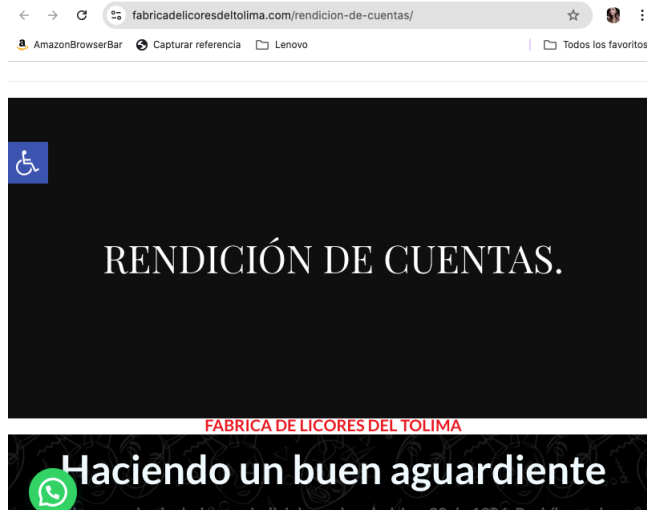 fabricadelicoresdeltolima.com/rendicion-de-cuentas/
AmazonBrowserBar Capturar referencia Lenovo Todos los favoritos
RENDICIÓN DE CUENTAS.
FABRICA DE LICORES DEL TOLIMA
Haciendo un buen aguardiente